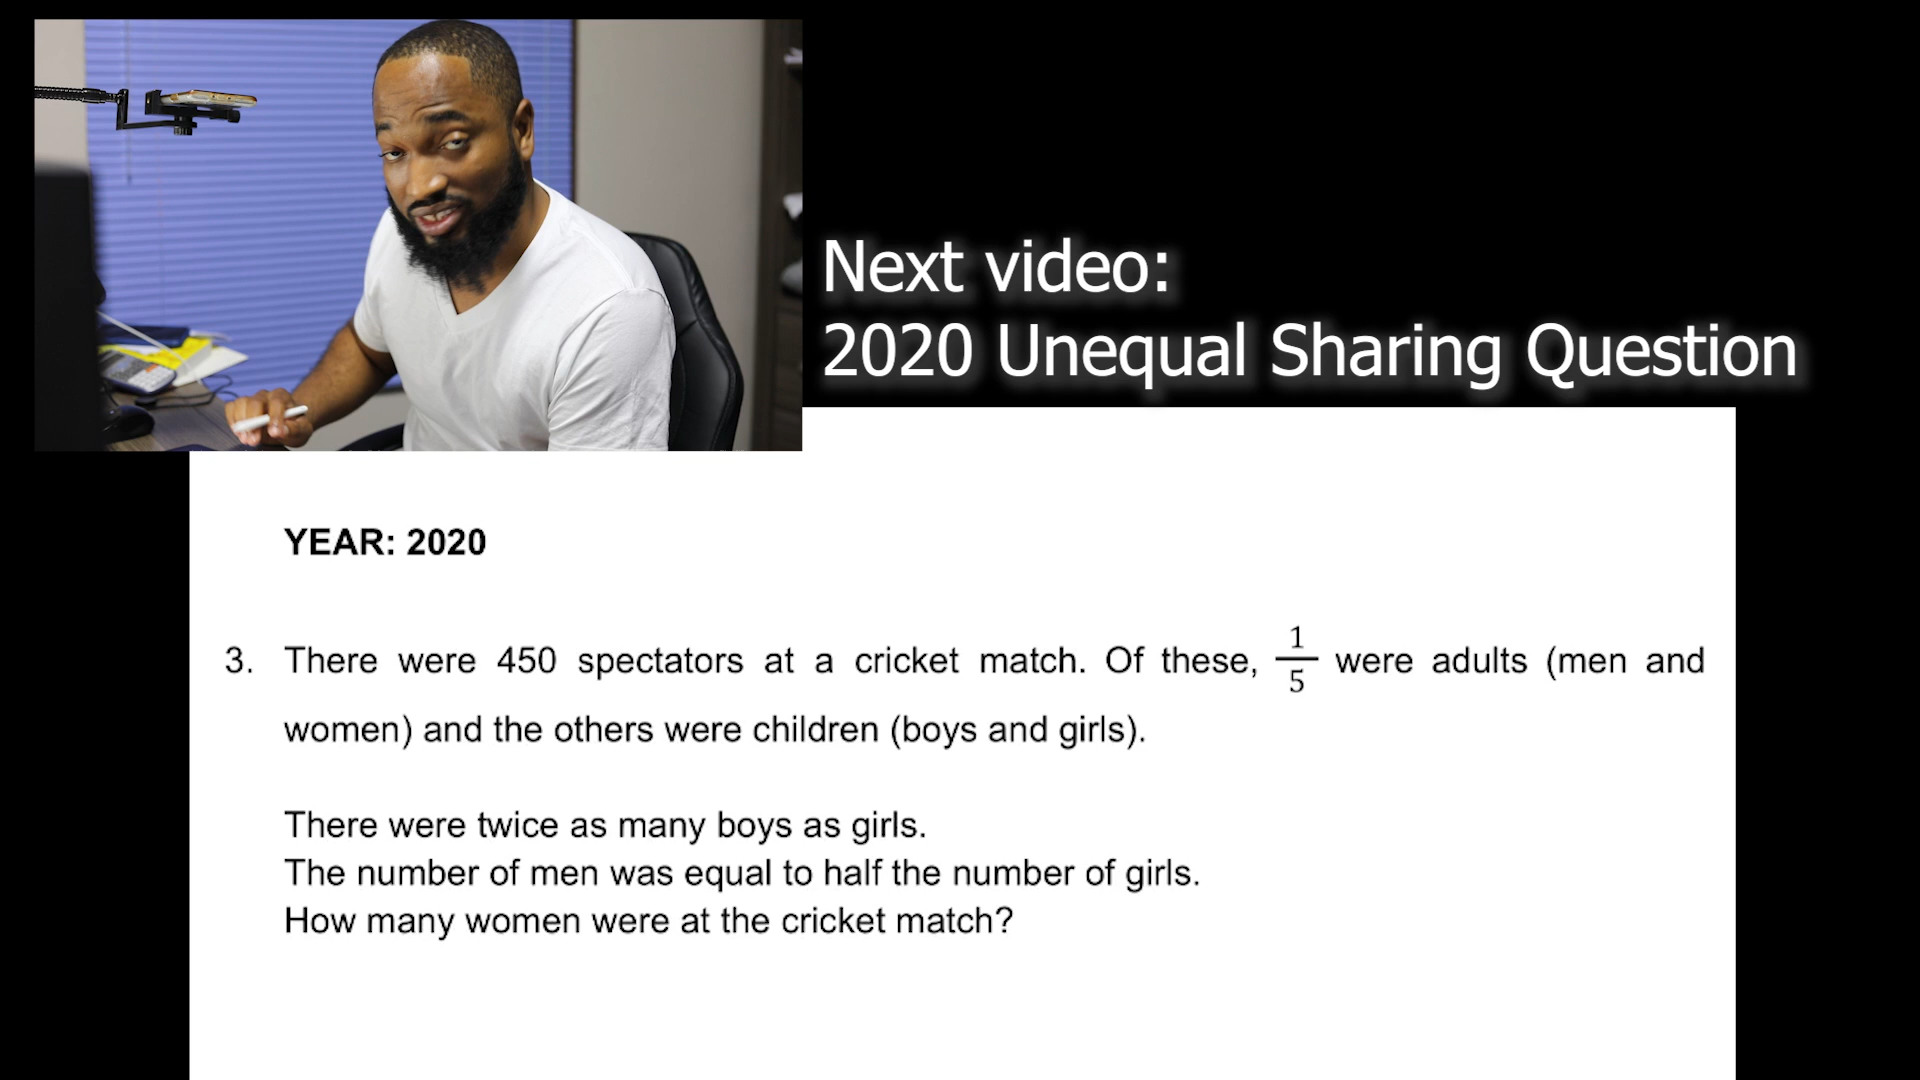 Next video:
2020 Unequal Sharing Question
YEAR: 2020
3. There were 450 spectators at a cricket match. Of these, 1/5 were adults (men and
women) and the others were children (boys and girls).
There were twice as many boys as girls.
The number of men was equal to half the number of girls.
How many women were at the cricket match?